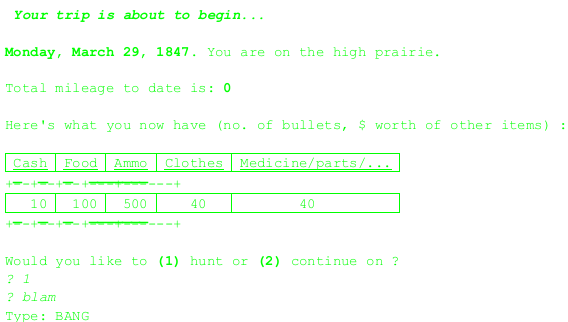 Your trip is about to begin...
Monday, March 29, 1847. You are on the high prairie.
Total mileage to date is: 0
Here's what you now have (no. of bullets, $ worth of other items) :
Cash Food Ammo Clothes Medicine/parts/...
+--+--+--+----+-------+
10 100 500 40 40
+--+--+--+----+-------+
Would you like to (1) hunt or (2) continue on ?
? 1
? blam
Type: BANG